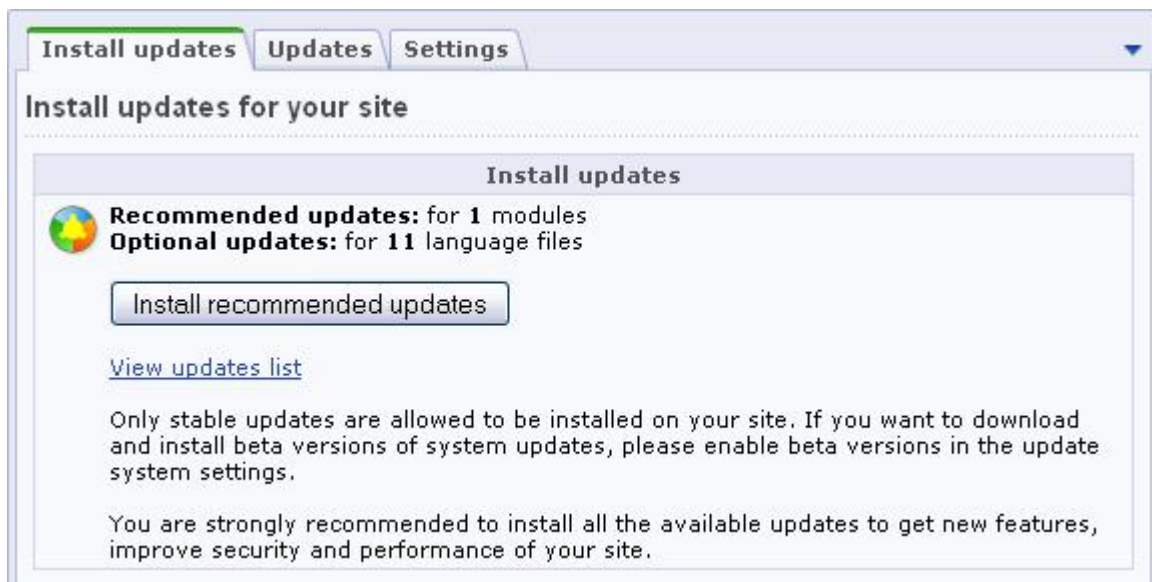 Install updates Updates Settings
Install updates for your site
Install updates
Recommended updates: for 1 modules
Optional updates: for 11 language files
Install recommended updates
View updates list
Only stable updates are allowed to be installed on your site. If you want to download
and install beta versions of system updates, please enable beta versions in the update
system settings.
You are strongly recommended to install all the available updates to get new features,
improve security and performance of your site.